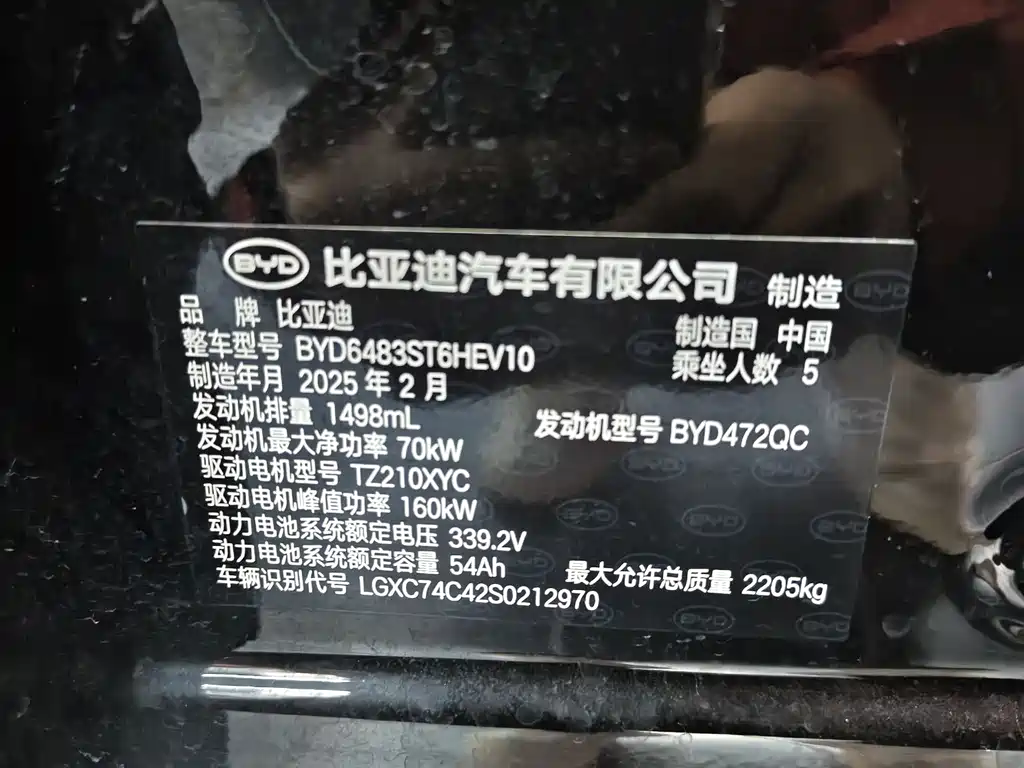 BYD 比亚迪汽车有限公司 制造
品 牌 比亚迪 制造国 中国
整车型号 BYD6483ST6HEV10 乘坐人数 5
制造年月 2025 年 2 月
发动机排量 1498mL 发动机型号 BYD472QC
发动机最大净功率 70kW
驱动电机型号 TZ210XYC
驱动电机峰值功率 160kW
动力电池系统额定电压 339.2V
动力电池系统额定容量 54Ah 最大允许总质量 2205kg
车辆识别代号 LGXC74C42S0212970